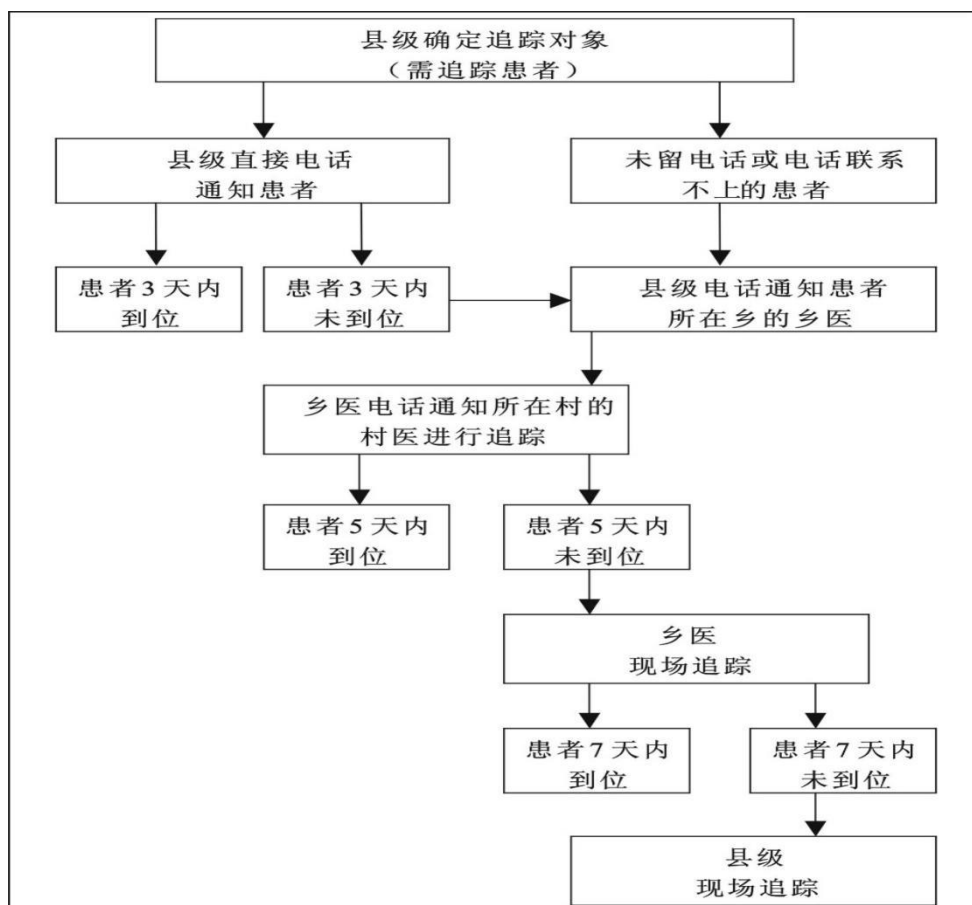 县级确定追踪对象
（需追踪患者）
县级直接电话
通知患者
未留电话或电话联系
不上的患者
患者3天内
到位
患者3天内
未到位
县级电话通知患者
所在乡的乡医
乡医电话通知所在村的
村医进行追踪
患者5天内
到位
患者5天内
未到位
乡医
现场追踪
患者7天内
到位
患者7天内
未到位
县级
现场追踪